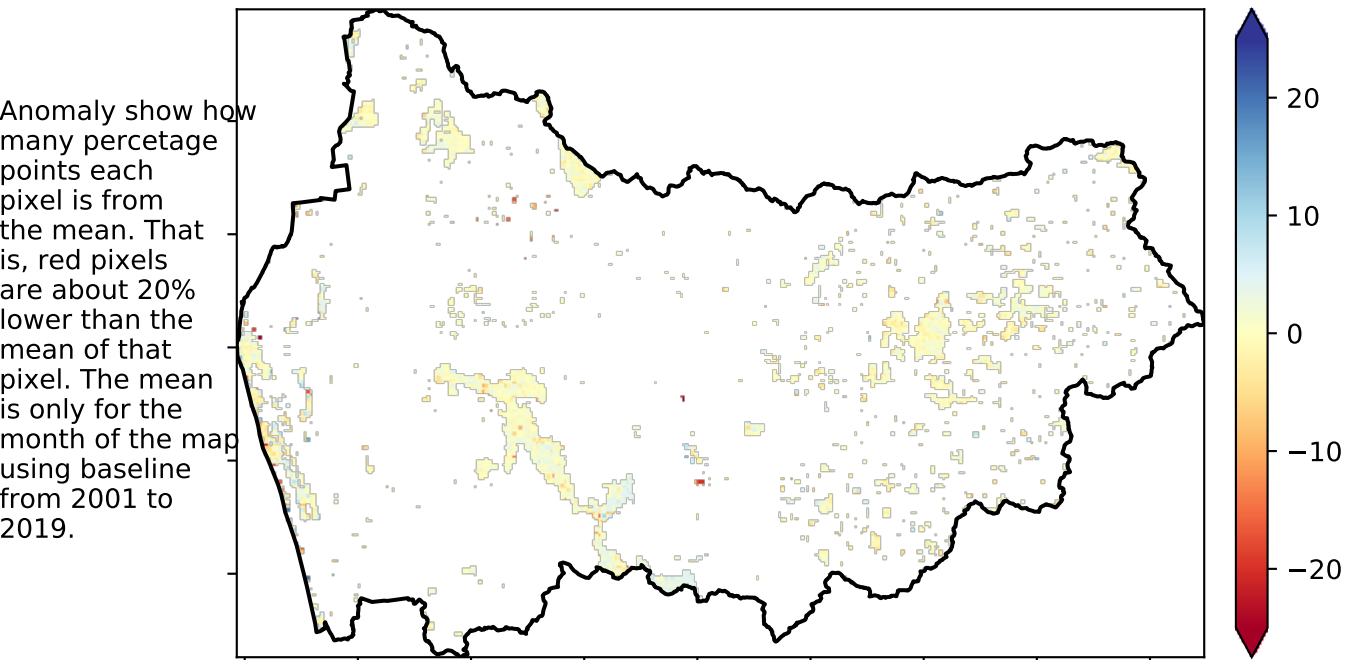 Anomaly show how
many percetage
points each
pixel is from
the mean. That
is, red pixels
are about 20%
lower than the
mean of that
pixel. The mean
is only for the
month of the map
using baseline
from 2001 to
2019.
20
10
0
−10
−20